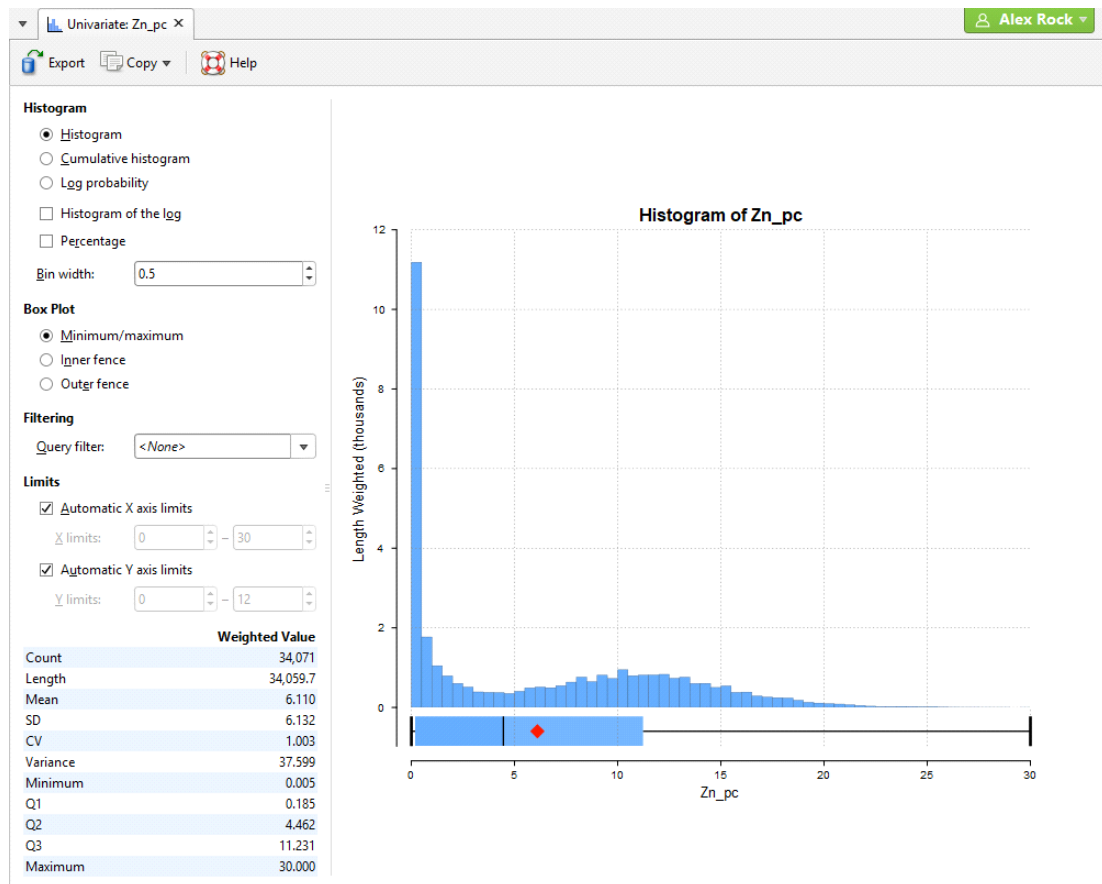 Univariate: Zn_pc ×
Alex Rock
Export Copy Help
Histogram
Histogram
Cumulative histogram
Log probability
Histogram of the log
Percentage
Bin width: 0.5
Box Plot
Minimum/maximum
Inner fence
Outer fence
Filtering
Query filter: <None>
Limits
Automatic X axis limits
X limits: 0 – 30
Automatic Y axis limits
Y limits: 0 – 12
Weighted Value
Count 34,071
Length 34,059.7
Mean 6.110
SD 6.132
CV 1.003
Variance 37.599
Minimum 0.005
Q1 0.185
Q2 4.462
Q3 11.231
Maximum 30.000
Histogram of Zn_pc
Length Weighted (thousands)
12
10
8
6
4
2
0
0 5 10 15 20 25 30
Zn_pc